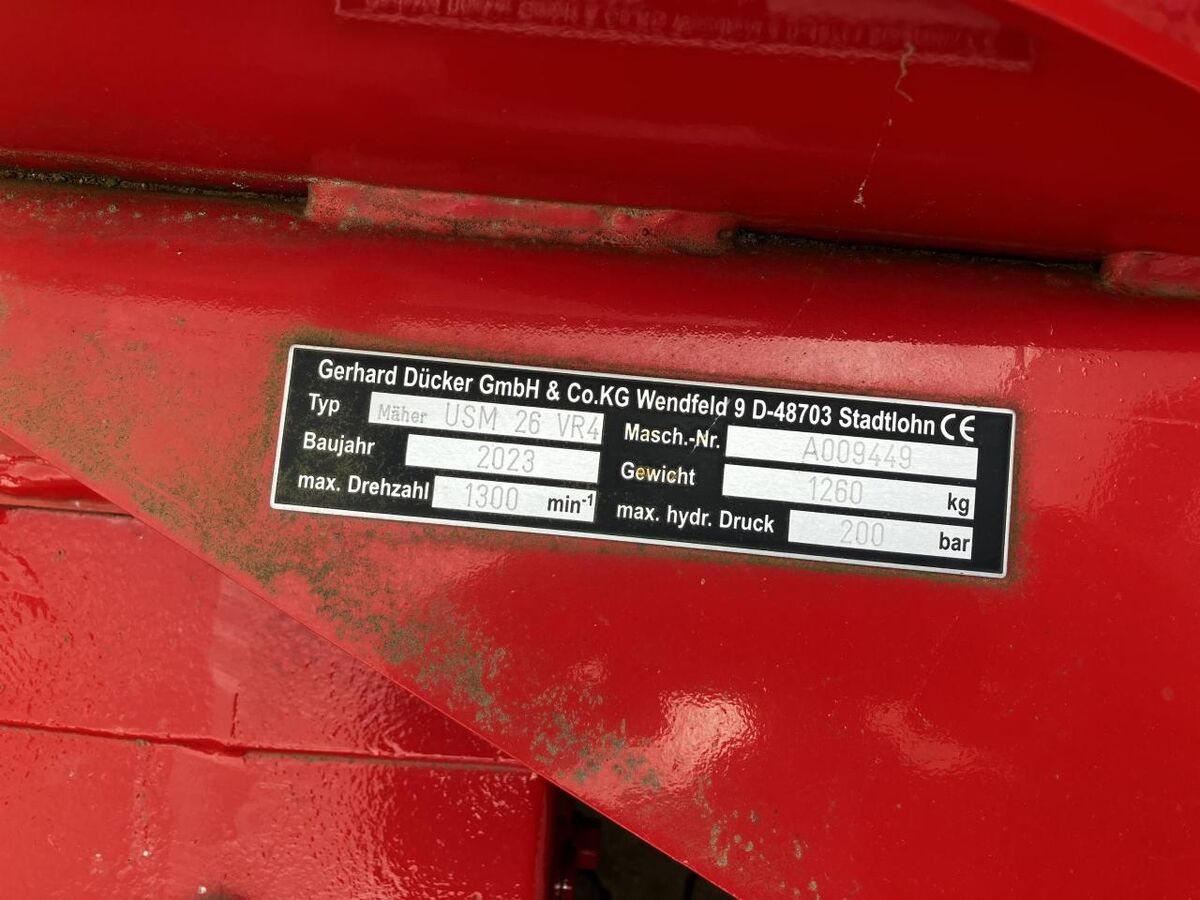 Gerhard Dücker GmbH & Co.KG Wendfeld 9 D-48703 Stadtlohn CE
Typ Mäher USM 26 VR4 Masch.-Nr. A009449
Baujahr 2023 Gewicht 1260 kg
max. Drehzahl 1300 min⁻¹ max. hydr. Druck 200 bar